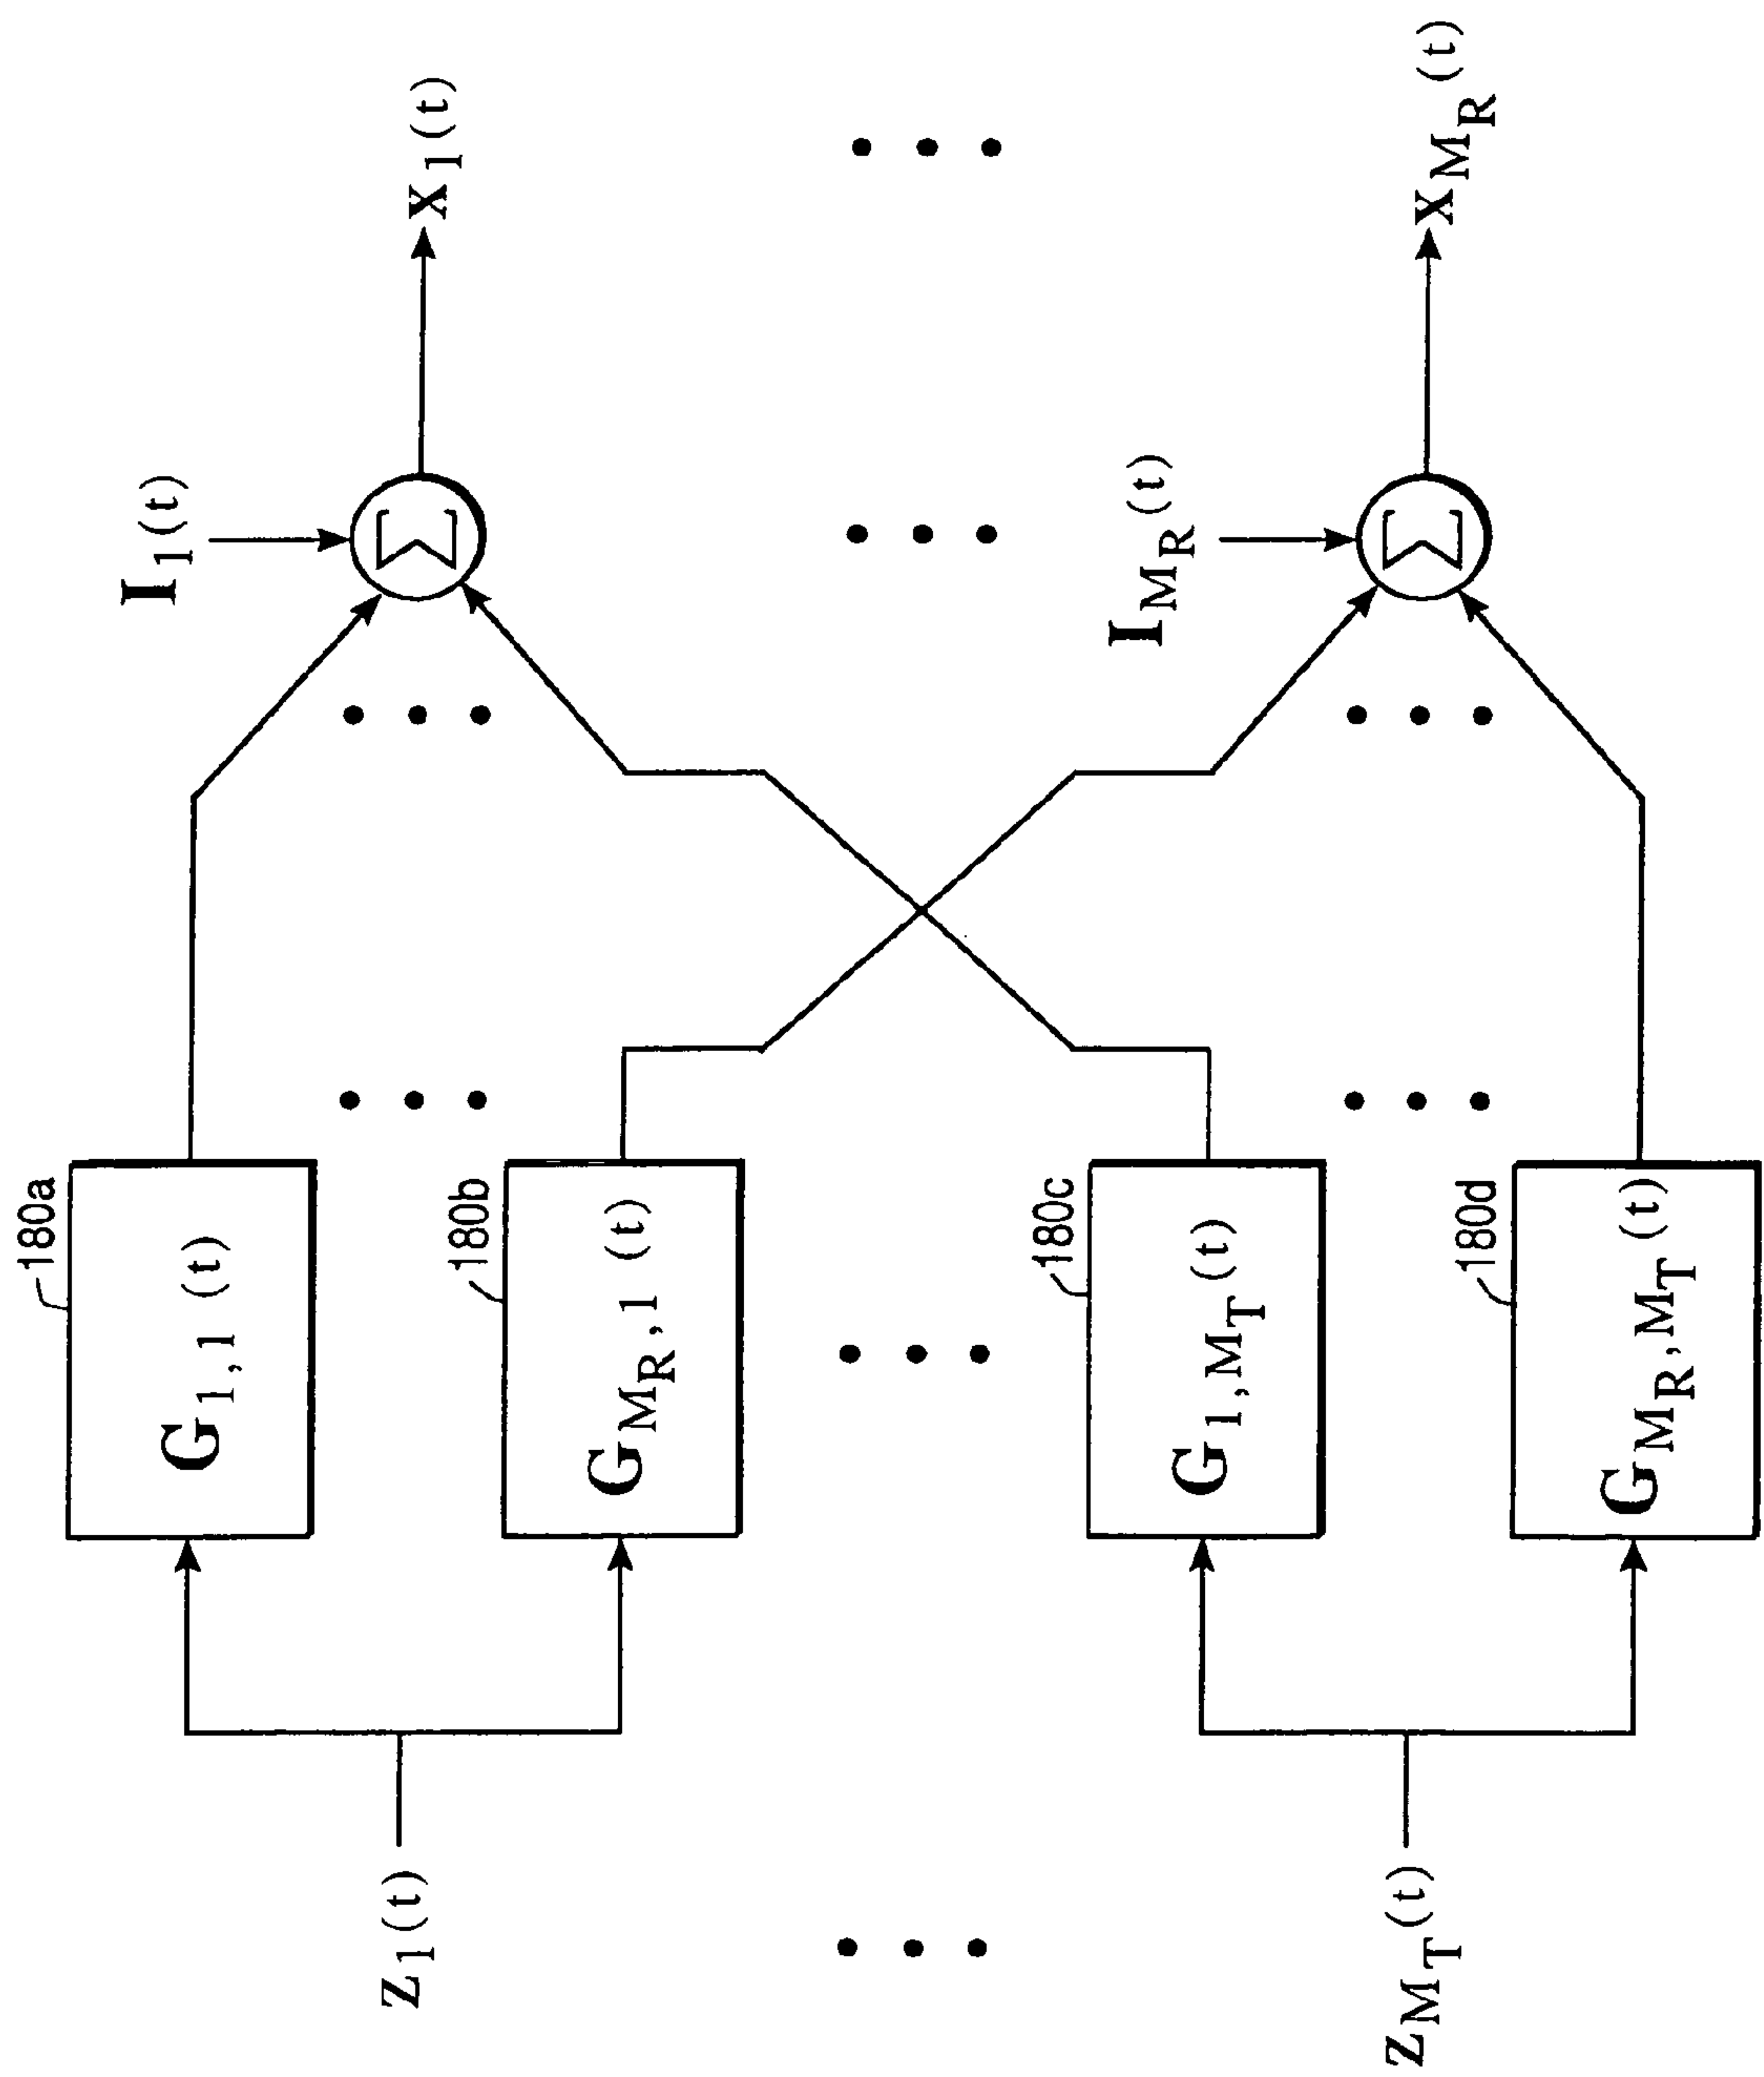 z1(t)
zMT(t)
180a
G1,1(t)
180b
GMR,1(t)
180c
G1,MT(t)
180d
GMR,MT(t)
I1(t)
Σ
x1(t)
IMR(t)
Σ
xMR(t)